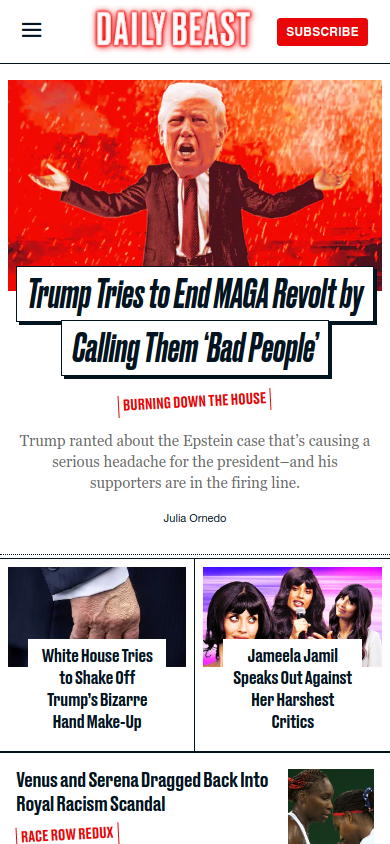 DAILY BEAST
SUBSCRIBE
Trump Tries to End MAGA Revolt by
Calling Them ‘Bad People’
BURNING DOWN THE HOUSE
Trump ranted about the Epstein case that’s causing a
serious headache for the president—and his
supporters are in the firing line.
Julia Ornedo
White House Tries
to Shake Off
Trump’s Bizarre
Hand Make-Up
Jameela Jamil
Speaks Out Against
Her Harshest
Critics
Venus and Serena Dragged Back Into
Royal Racism Scandal
RACE ROW REDUX